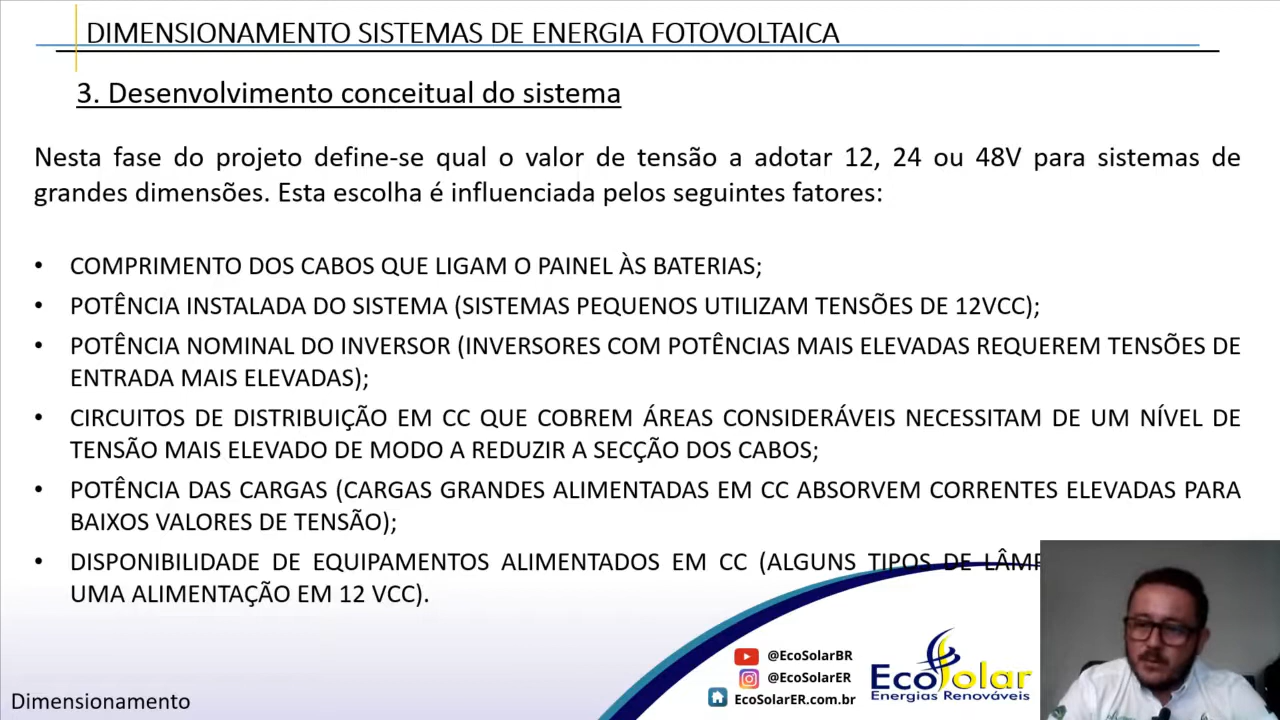 DIMENSIONAMENTO SISTEMAS DE ENERGIA FOTOVOLTAICA
3. Desenvolvimento conceitual do sistema
Nesta fase do projeto define-se qual o valor de tensão a adotar 12, 24 ou 48V para sistemas de
grandes dimensões. Esta escolha é influenciada pelos seguintes fatores:
• COMPRIMENTO DOS CABOS QUE LIGAM O PAINEL ÀS BATERIAS;
• POTÊNCIA INSTALADA DO SISTEMA (SISTEMAS PEQUENOS UTILIZAM TENSÕES DE 12VCC);
• POTÊNCIA NOMINAL DO INVERSOR (INVERSORES COM POTÊNCIAS MAIS ELEVADAS REQUEREM TENSÕES DE
ENTRADA MAIS ELEVADAS);
• CIRCUITOS DE DISTRIBUIÇÃO EM CC QUE COBREM ÁREAS CONSIDERÁVEIS NECESSITAM DE UM NÍVEL DE
TENSÃO MAIS ELEVADO DE MODO A REDUZIR A SECÇÃO DOS CABOS;
• POTÊNCIA DAS CARGAS (CARGAS GRANDES ALIMENTADAS EM CC ABSORVEM CORRENTES ELEVADAS PARA
BAIXOS VALORES DE TENSÃO);
• DISPONIBILIDADE DE EQUIPAMENTOS ALIMENTADOS EM CC (ALGUNS TIPOS DE
UMA ALIMENTAÇÃO EM 12 VCC).
@EcoSolarBR
@EcoSolarER
EcoSolarER.com.br
EcoSolar
Energias Renováveis
Dimensionamento